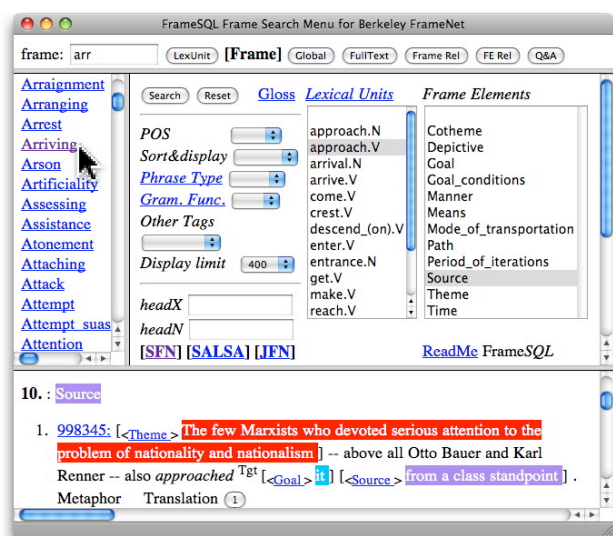 FrameSQL Frame Search Menu for Berkeley FrameNet
frame: arr LexUnit [Frame] Global FullText Frame Rel FE Rel Q&A
Arraignment
Arranging
Arrest
Arriving
Arson
Artificiality
Assessing
Assistance
Atonement
Attaching
Attack
Attempt
Attempt_suas
Attention
Search Reset Gloss
POS
Sort&display
Phrase Type
Gram. Func.
Other Tags
Display limit 400
headX
headN
[SFN] [SALSA] [JFN]
Lexical Units
approach.N
approach.V
arrival.N
arrive.V
come.V
crest.V
descend_(on).V
enter.V
entrance.N
get.V
make.V
reach.V
Frame Elements
Cotheme
Depictive
Goal
Goal_conditions
Manner
Means
Mode_of_transportation
Path
Period_of_iterations
Source
Theme
Time
ReadMe FrameSQL
10. : Source
1. 998345: [<Theme > The few Marxists who devoted serious attention to the
problem of nationality and nationalism ] -- above all Otto Bauer and Karl
Renner -- also approached Tgt [<Goal > it ] [<Source > from a class standpoint ] .
Metaphor Translation 1